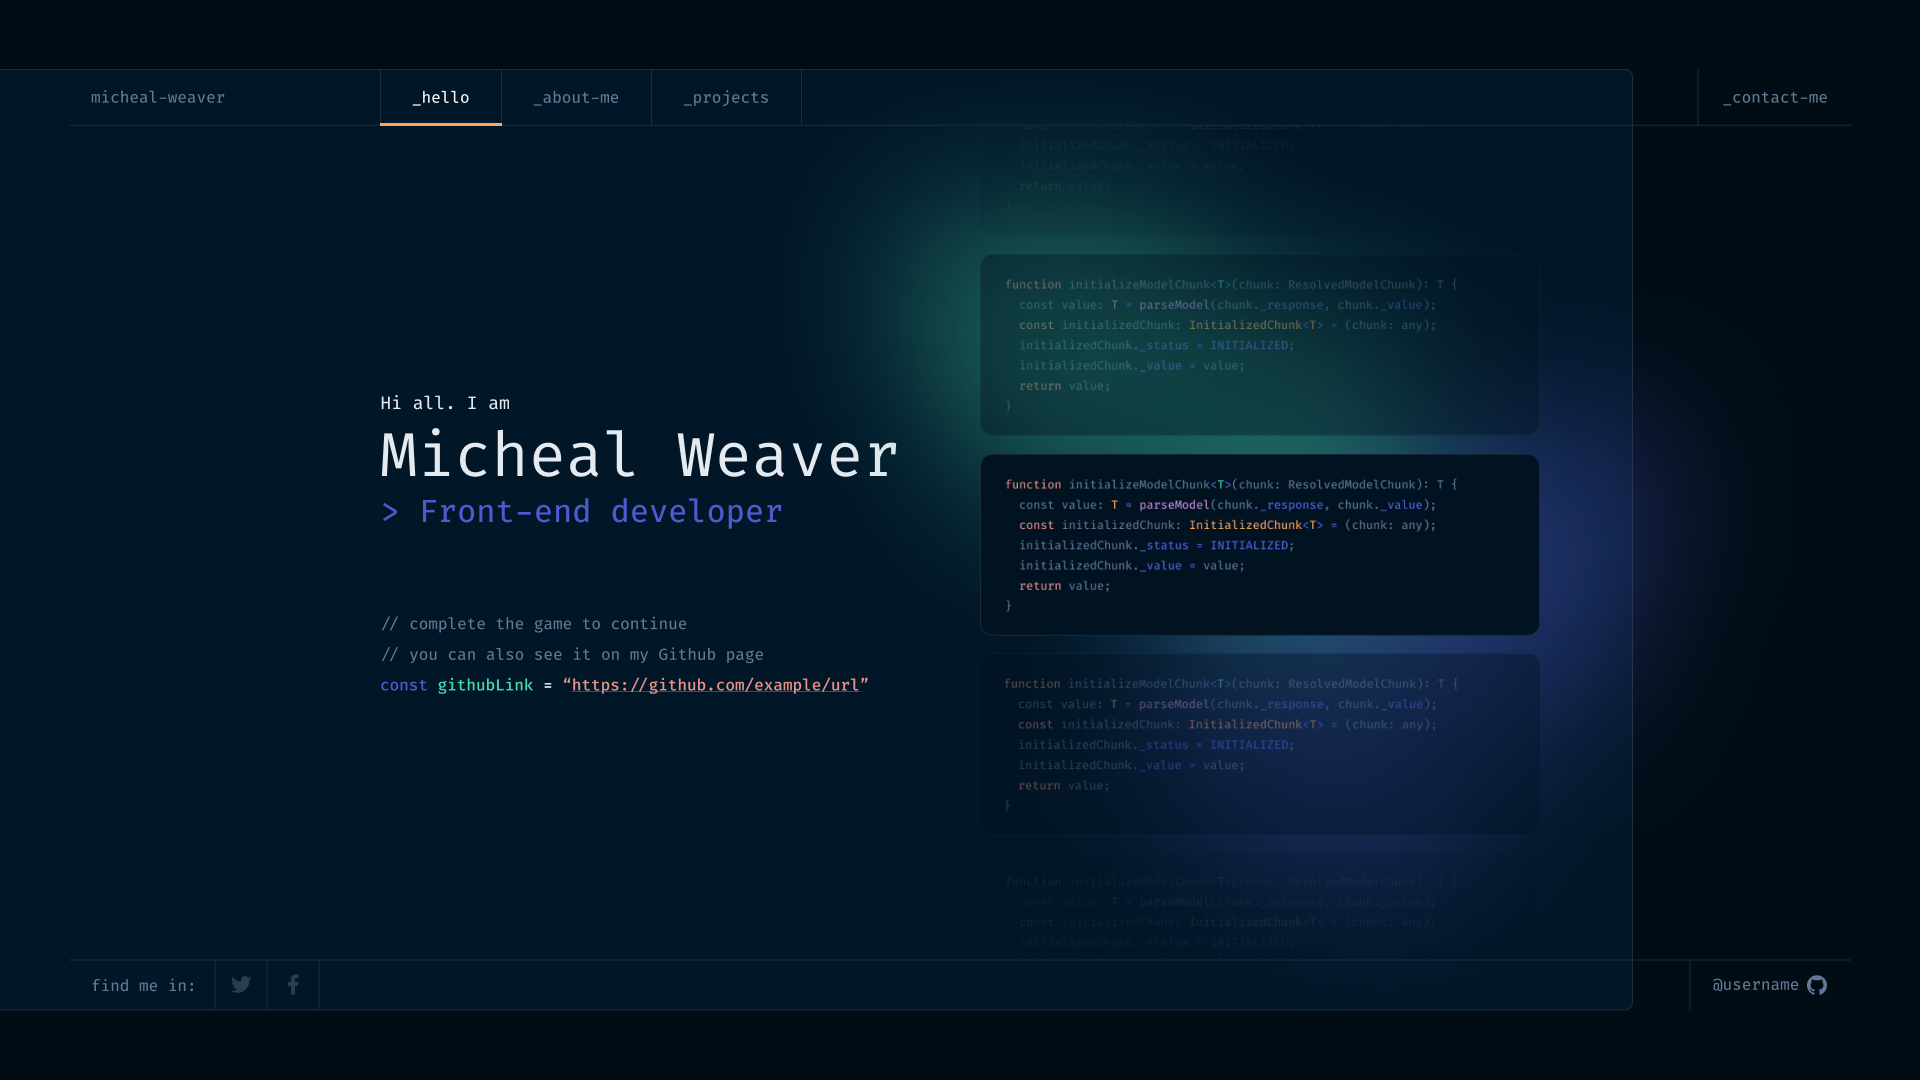 micheal-weaver
_hello
_about-me
_projects
_contact-me
Hi all. I am
Micheal Weaver
> Front-end developer
// complete the game to continue
// you can also see it on my Github page
const githubLink = “https://github.com/example/url”
initializedChunk._status = INITIALIZED;
initializedChunk._value = value;
return value;
}
function initializeModelChunk<T>(chunk: ResolvedModelChunk): T {
const value: T = parseModel(chunk._response, chunk._value);
const initializedChunk: InitializedChunk<T> = (chunk: any);
initializedChunk._status = INITIALIZED;
initializedChunk._value = value;
return value;
}
function initializeModelChunk<T>(chunk: ResolvedModelChunk): T {
const value: T = parseModel(chunk._response, chunk._value);
const initializedChunk: InitializedChunk<T> = (chunk: any);
initializedChunk._status = INITIALIZED;
initializedChunk._value = value;
return value;
}
function initializeModelChunk<T>(chunk: ResolvedModelChunk): T {
const value: T = parseModel(chunk._response, chunk._value);
const initializedChunk: InitializedChunk<T> = (chunk: any);
initializedChunk._status = INITIALIZED;
initializedChunk._value = value;
return value;
}
function initializeModelChunk<T>(chunk: ResolvedModelChunk): T {
const value: T = parseModel(chunk._response, chunk._value);
const initializedChunk: InitializedChunk<T> = (chunk: any);
initializedChunk._status = INITIALIZED;
find me in:
@username